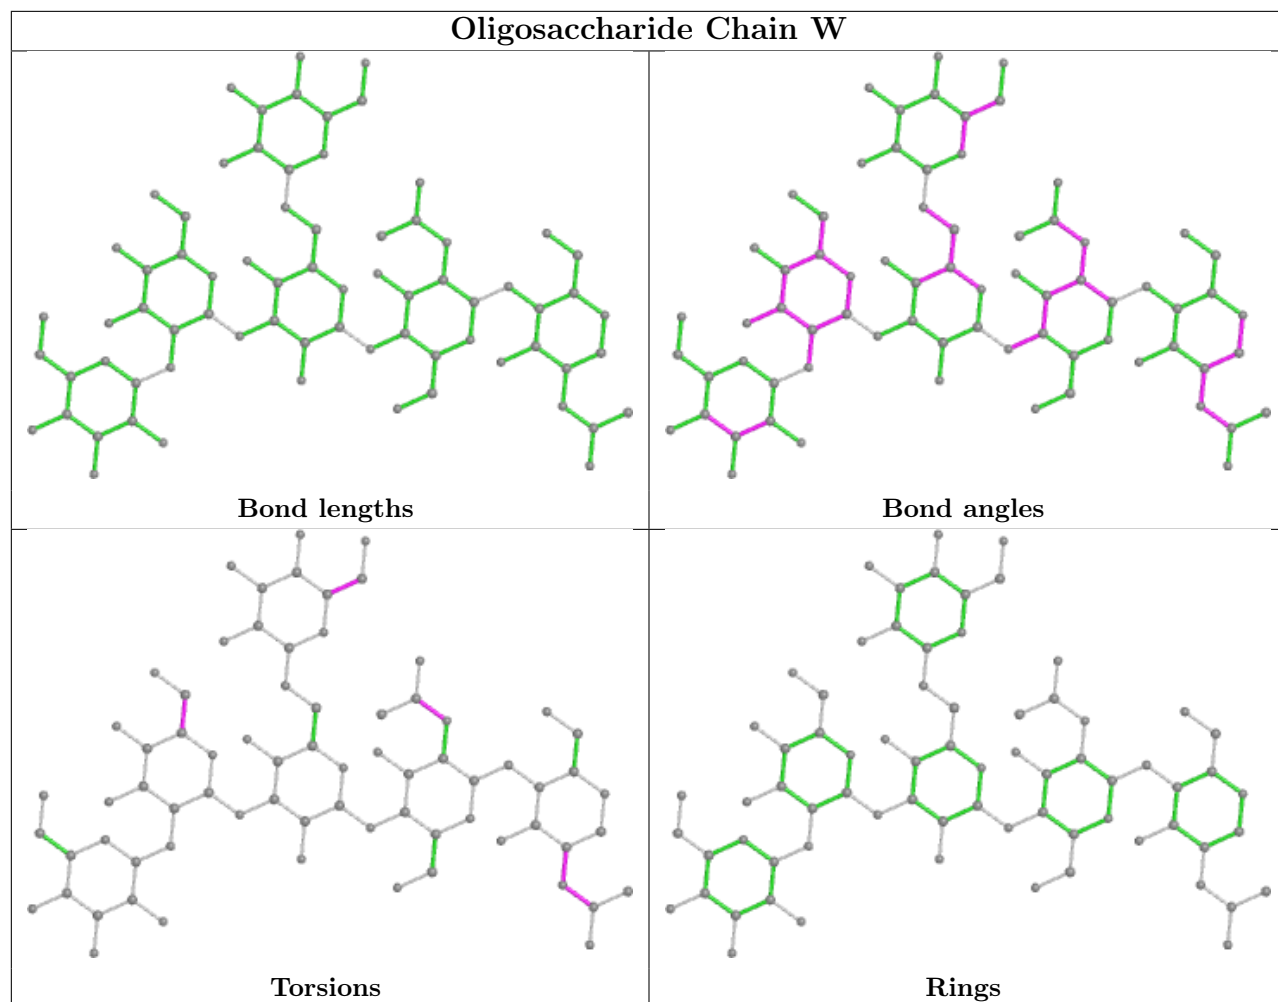 Oligosaccharide Chain W
Bond lengths
Bond angles
Torsions
Rings